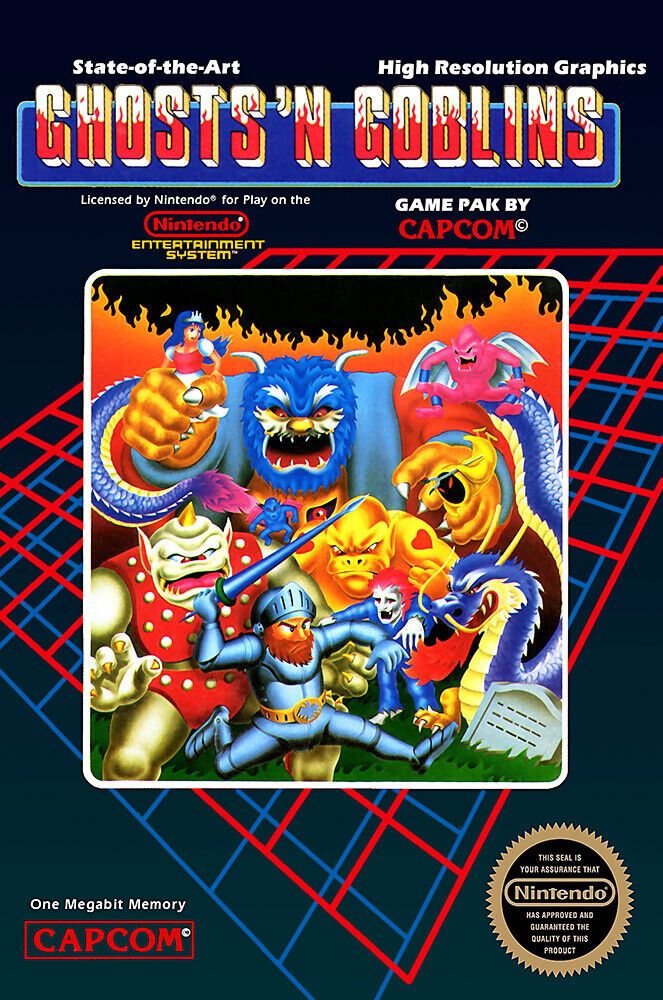 State-of-the-Art
High Resolution Graphics
GHOSTS'N GOBLINS
Licensed by Nintendo® for Play on the
Nintendo®
ENTERTAINMENT
SYSTEM™
GAME PAK BY
CAPCOM©
One Megabit Memory
CAPCOM©
THIS SEAL IS
YOUR ASSURANCE THAT
Nintendo®
HAS APPROVED AND
GUARANTEED THE
QUALITY OF THIS
PRODUCT